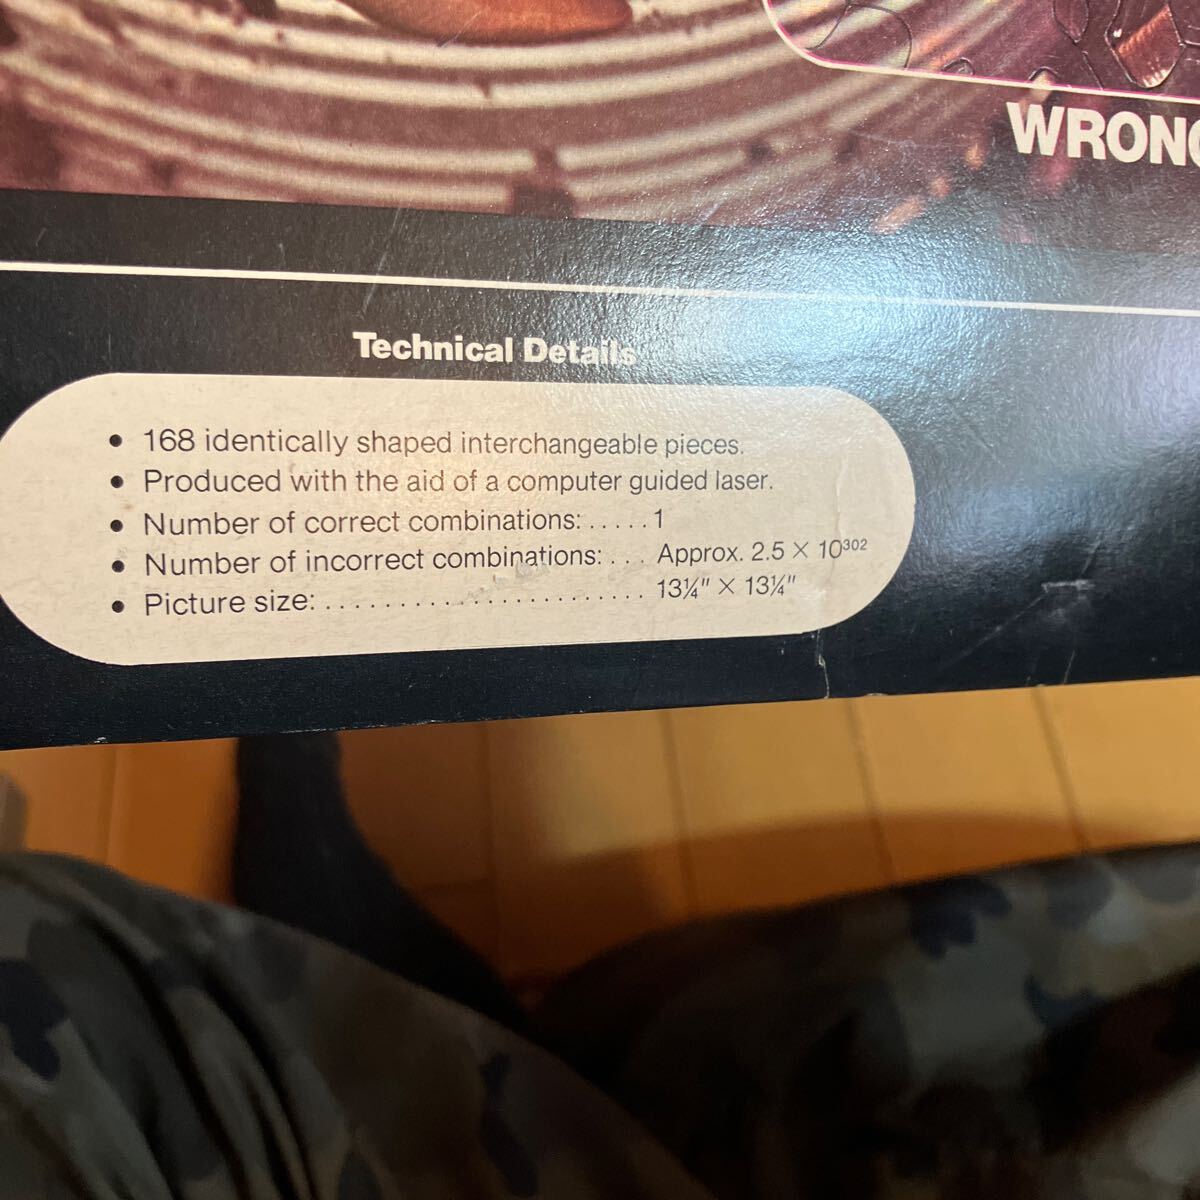 WRONG
Technical Details
• 168 identically shaped interchangeable pieces.
• Produced with the aid of a computer guided laser.
• Number of correct combinations: . . . . . 1
• Number of incorrect combinations: . . . Approx. 2.5 × 10³⁰²
• Picture size: . . . . . . . . . . . . . . . . . . . . . . . . 13¼" × 13¼"